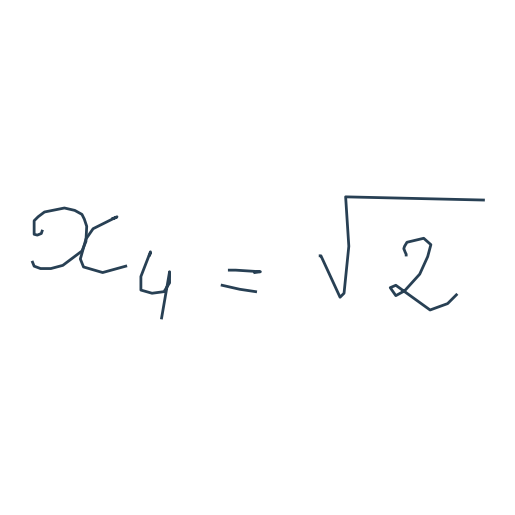 x₄ = √2